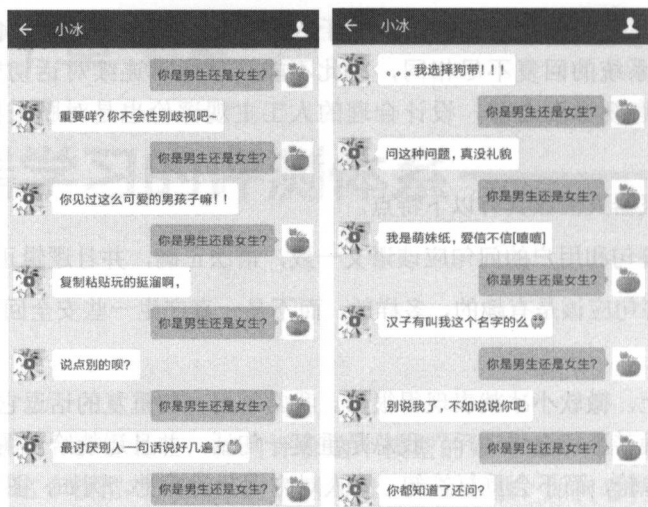 小冰
你是男生还是女生?
重要咩?你不会性别歧视吧~
你是男生还是女生?
你见过这么可爱的男孩子嘛!!
你是男生还是女生?
复制粘贴玩的挺溜啊,
你是男生还是女生?
说点别的呗?
你是男生还是女生?
最讨厌别人一句话说好几遍了
你是男生还是女生?
小冰
。。。我选择狗带!!!
你是男生还是女生?
问这种问题,真没礼貌
你是男生还是女生?
我是萌妹纸,爱信不信[嘻嘻]
你是男生还是女生?
汉子有叫我这个名字的么
你是男生还是女生?
别说我了,不如说说你吧
你是男生还是女生?
你都知道了还问?